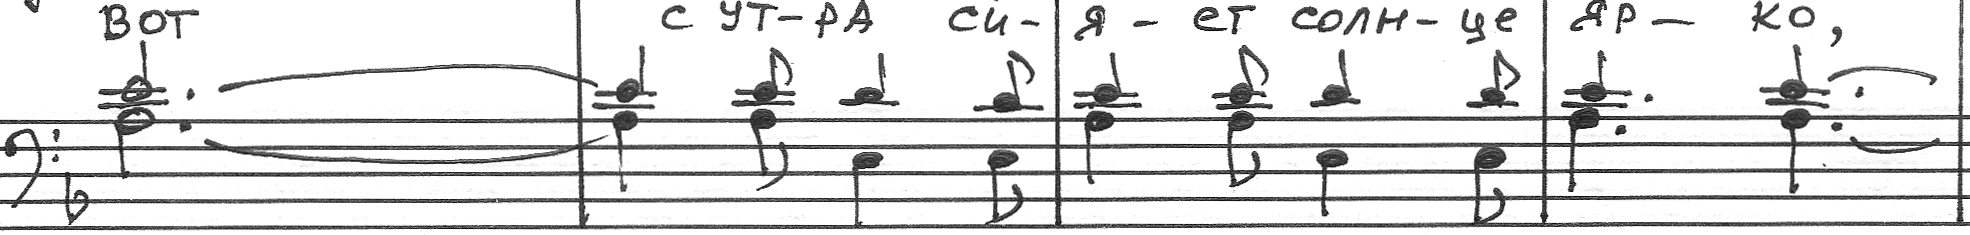 Вот с ут-ра си-я-ет солн-це яр-ко,